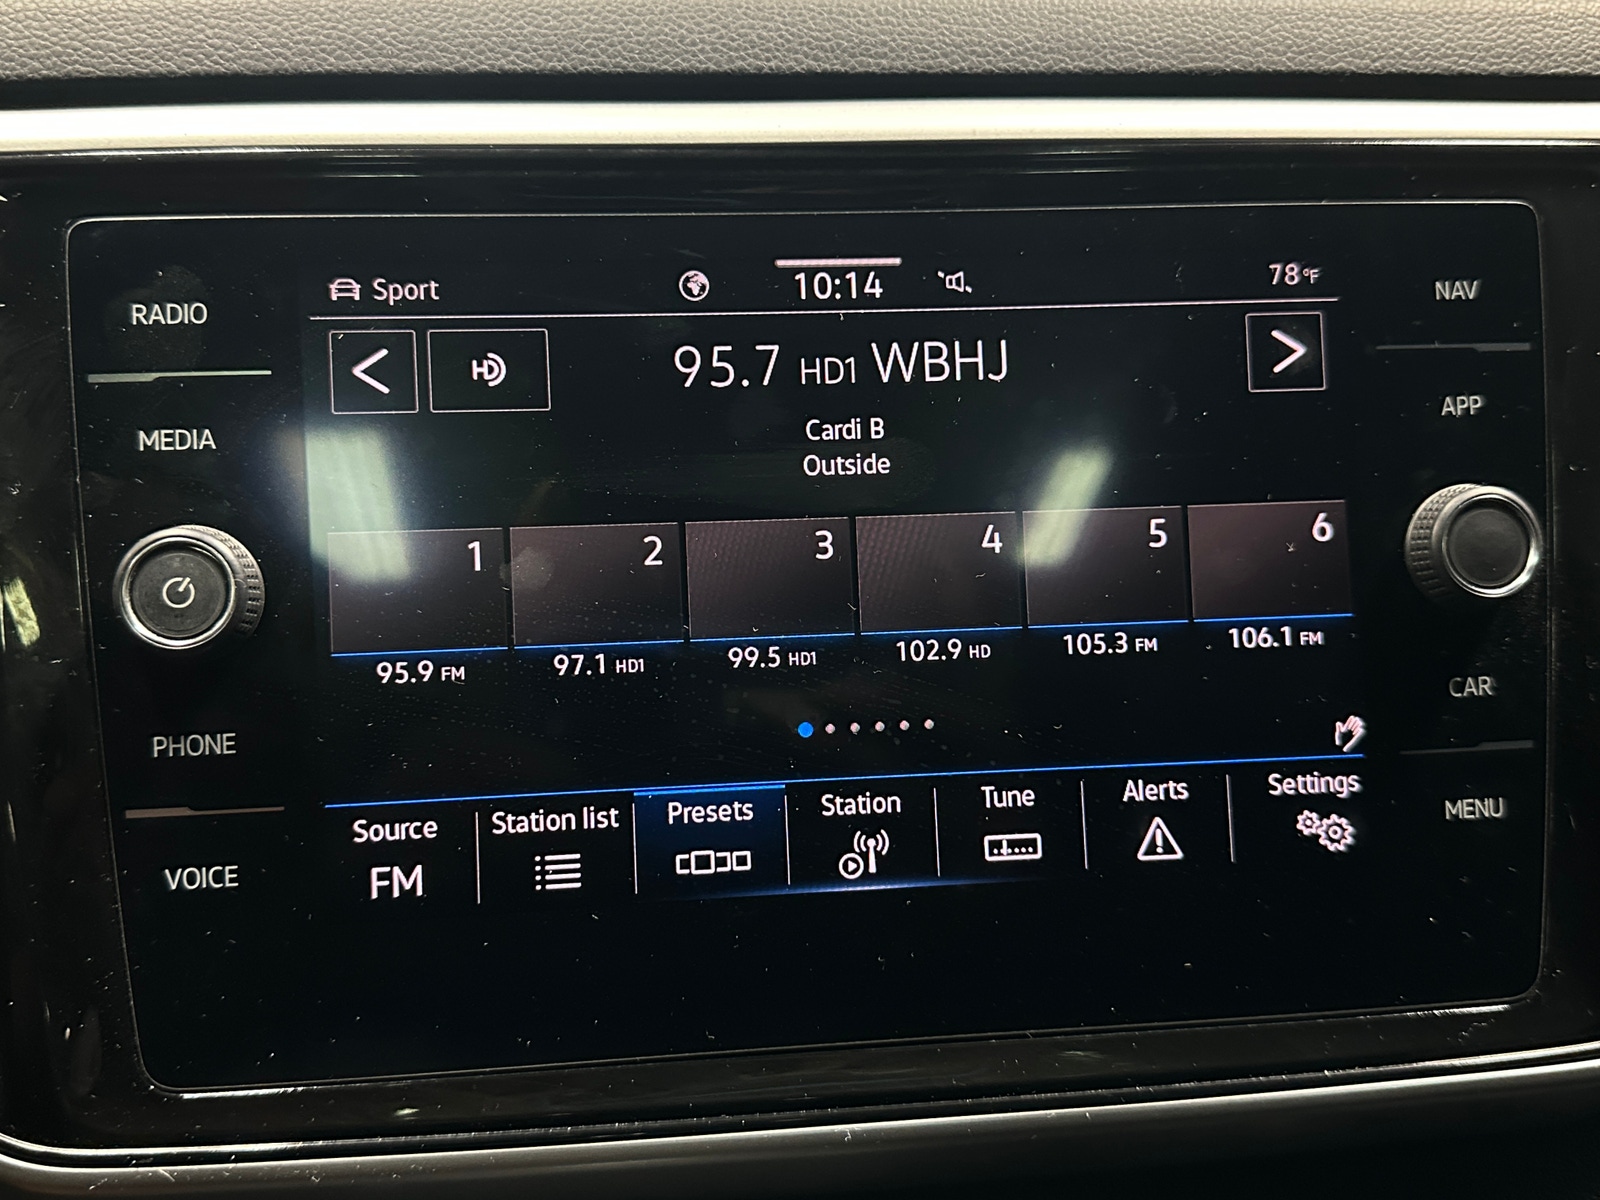 RADIO
MEDIA
PHONE
VOICE
Sport 10:14 78°F
HD 95.7 HD1 WBHJ
Cardi B
Outside
1 2 3 4 5 6
95.9 FM 97.1 HD1 99.5 HD1 102.9 HD 105.3 FM 106.1 FM
Source Station list Presets Station Tune Alerts Settings
FM
NAV
APP
CAR
MENU